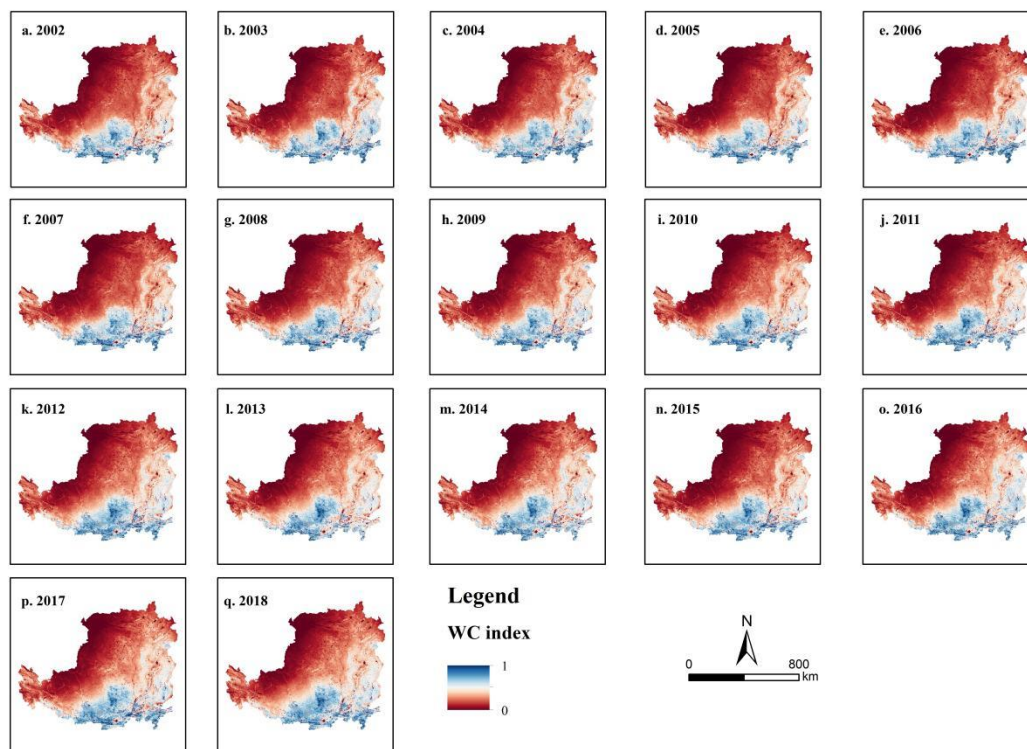 a. 2002
b. 2003
c. 2004
d. 2005
e. 2006
f. 2007
g. 2008
h. 2009
i. 2010
j. 2011
k. 2012
l. 2013
m. 2014
n. 2015
o. 2016
p. 2017
q. 2018
Legend
WC index
1
0
N
0 800
km